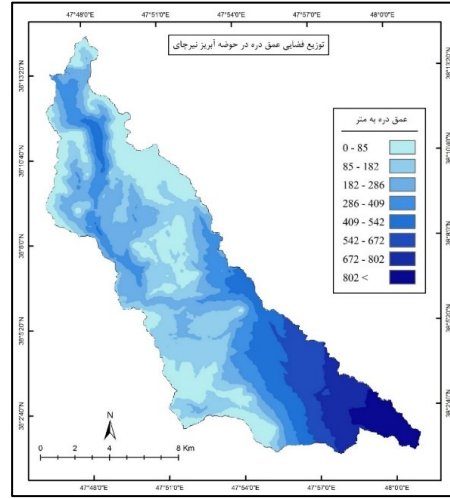 47°48'0"E 47°51'0"E 47°54'0"E 47°57'0"E 48°0'0"E
توزیع فضایی عمق دره در حوضه آبریز نیرچای
38°13'20"N
38°10'40"N
38°8'0"N
38°5'20"N
38°2'40"N
عمق دره به متر
0 - 85
85 - 182
182 - 286
286 - 409
409 - 542
542 - 672
672 - 802
802 <
N
0 2 4 8 Km
47°48'0"E 47°51'0"E 47°54'0"E 47°57'0"E 48°0'0"E